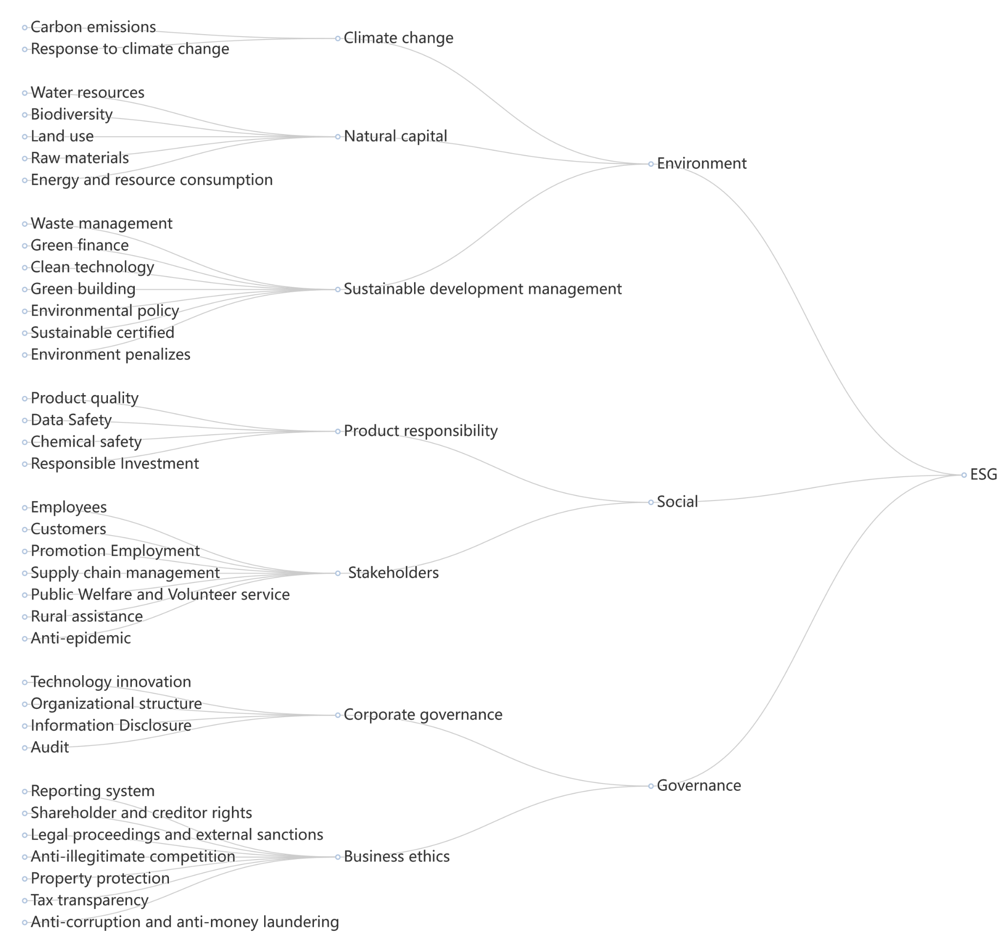 Carbon emissions
Response to climate change
Climate change
Water resources
Biodiversity
Land use
Raw materials
Energy and resource consumption
Natural capital
Waste management
Green finance
Clean technology
Green building
Environmental policy
Sustainable certified
Environment penalizes
Sustainable development management
Environment
Product quality
Data Safety
Chemical safety
Responsible Investment
Product responsibility
Employees
Customers
Promotion Employment
Supply chain management
Public Welfare and Volunteer service
Rural assistance
Anti-epidemic
Stakeholders
Social
Technology innovation
Organizational structure
Information Disclosure
Audit
Corporate governance
Reporting system
Shareholder and creditor rights
Legal proceedings and external sanctions
Anti-illegitimate competition
Property protection
Tax transparency
Anti-corruption and anti-money laundering
Business ethics
Governance
ESG